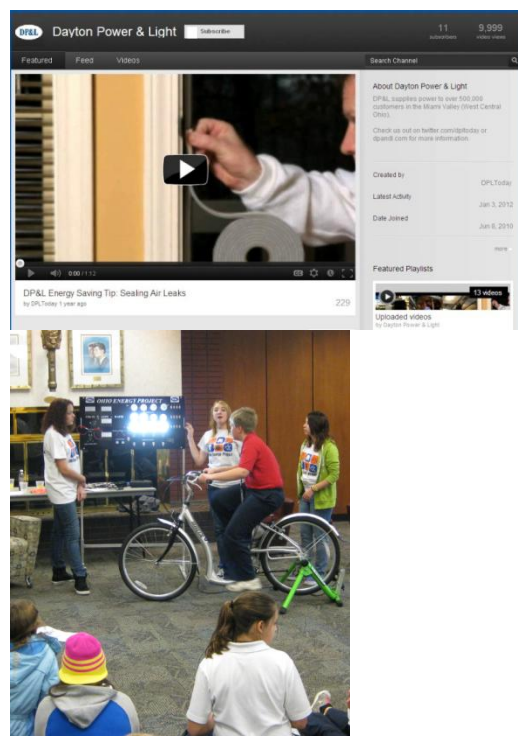 DP&L
Dayton Power & Light
Subscribe
11
subscribers
9,999
video views
Featured
Feed
Videos
Search Channel
About Dayton Power & Light
DP&L supplies power to over 500,000
customers in the Miami Valley (West Central
Ohio).
Check us out on twitter.com/dpltoday or
dpandl.com for more information.
Created by
DPLToday
Latest Activity
Jan 3, 2012
Date Joined
Jun 8, 2010
more
Featured Playlists
13 videos
Uploaded videos
by Dayton Power & Light
0:00 / 1:12
DP&L Energy Saving Tip: Sealing Air Leaks
by DPLToday 1 year ago
229
OHIO ENERGY PROJECT